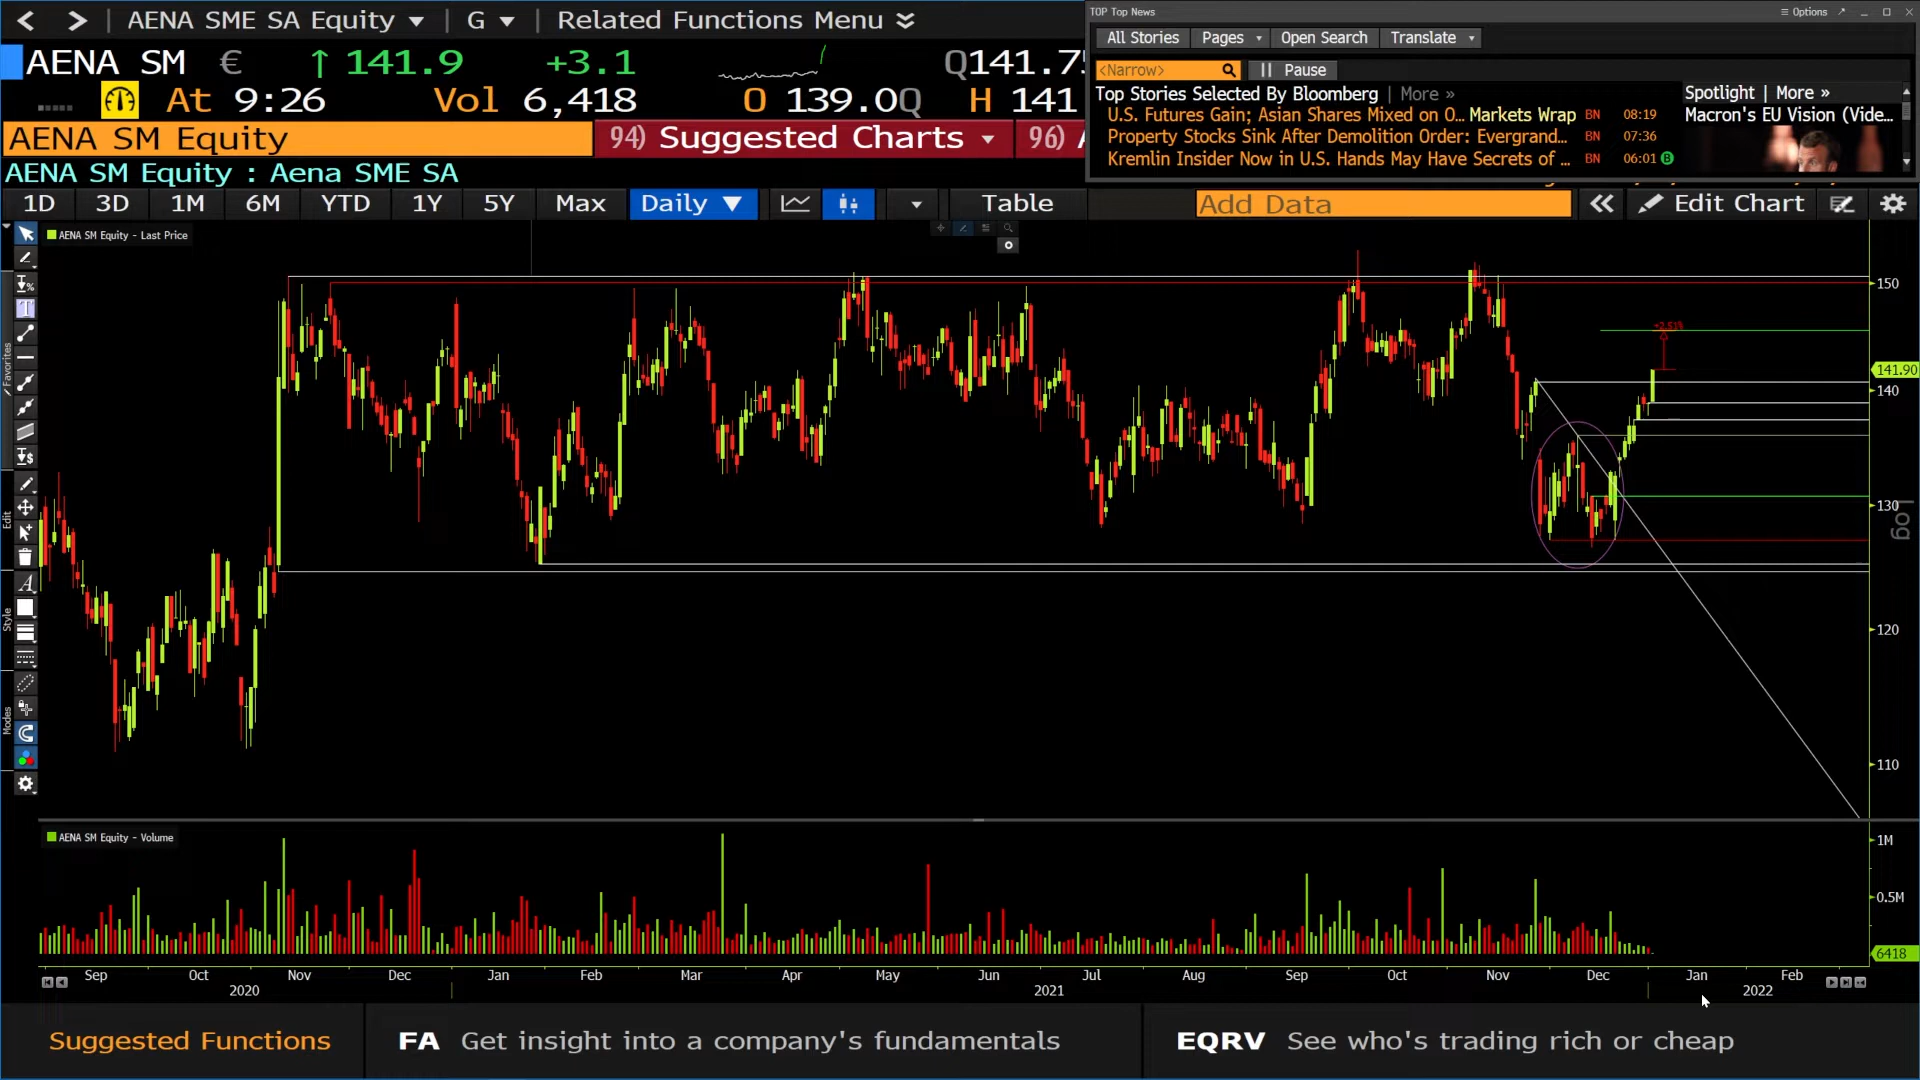 AENA SME SA Equity
G
Related Functions Menu
AENA SM € ↑ 141.9 +3.1 Q141.75
At 9:26 Vol 6,418 O 139.0Q H 141
AENA SM Equity 94) Suggested Charts 96)
AENA SM Equity : Aena SME SA
TOP Top News Options
All Stories Pages Open Search Translate
<Narrow> Pause
Top Stories Selected By Bloomberg | More »
U.S. Futures Gain; Asian Shares Mixed on O... Markets Wrap BN 08:19
Property Stocks Sink After Demolition Order: Evergrand... BN 07:36
Kremlin Insider Now in U.S. Hands May Have Secrets of ... BN 06:01
Spotlight | More »
Macron's EU Vision (Vide...
1D 3D 1M 6M YTD 1Y 5Y Max Daily Table Add Data Edit Chart
AENA SM Equity - Last Price
+2.51%
150
141.90
140
130
120
110
Log
Favorites
Edit
Style
Modes
AENA SM Equity - Volume
1M
0.5M
6418
Sep Oct Nov Dec Jan Feb Mar Apr May Jun Jul Aug Sep Oct Nov Dec Jan Feb
2020 2021 2022
Suggested Functions FA Get insight into a company's fundamentals EQRV See who's trading rich or cheap